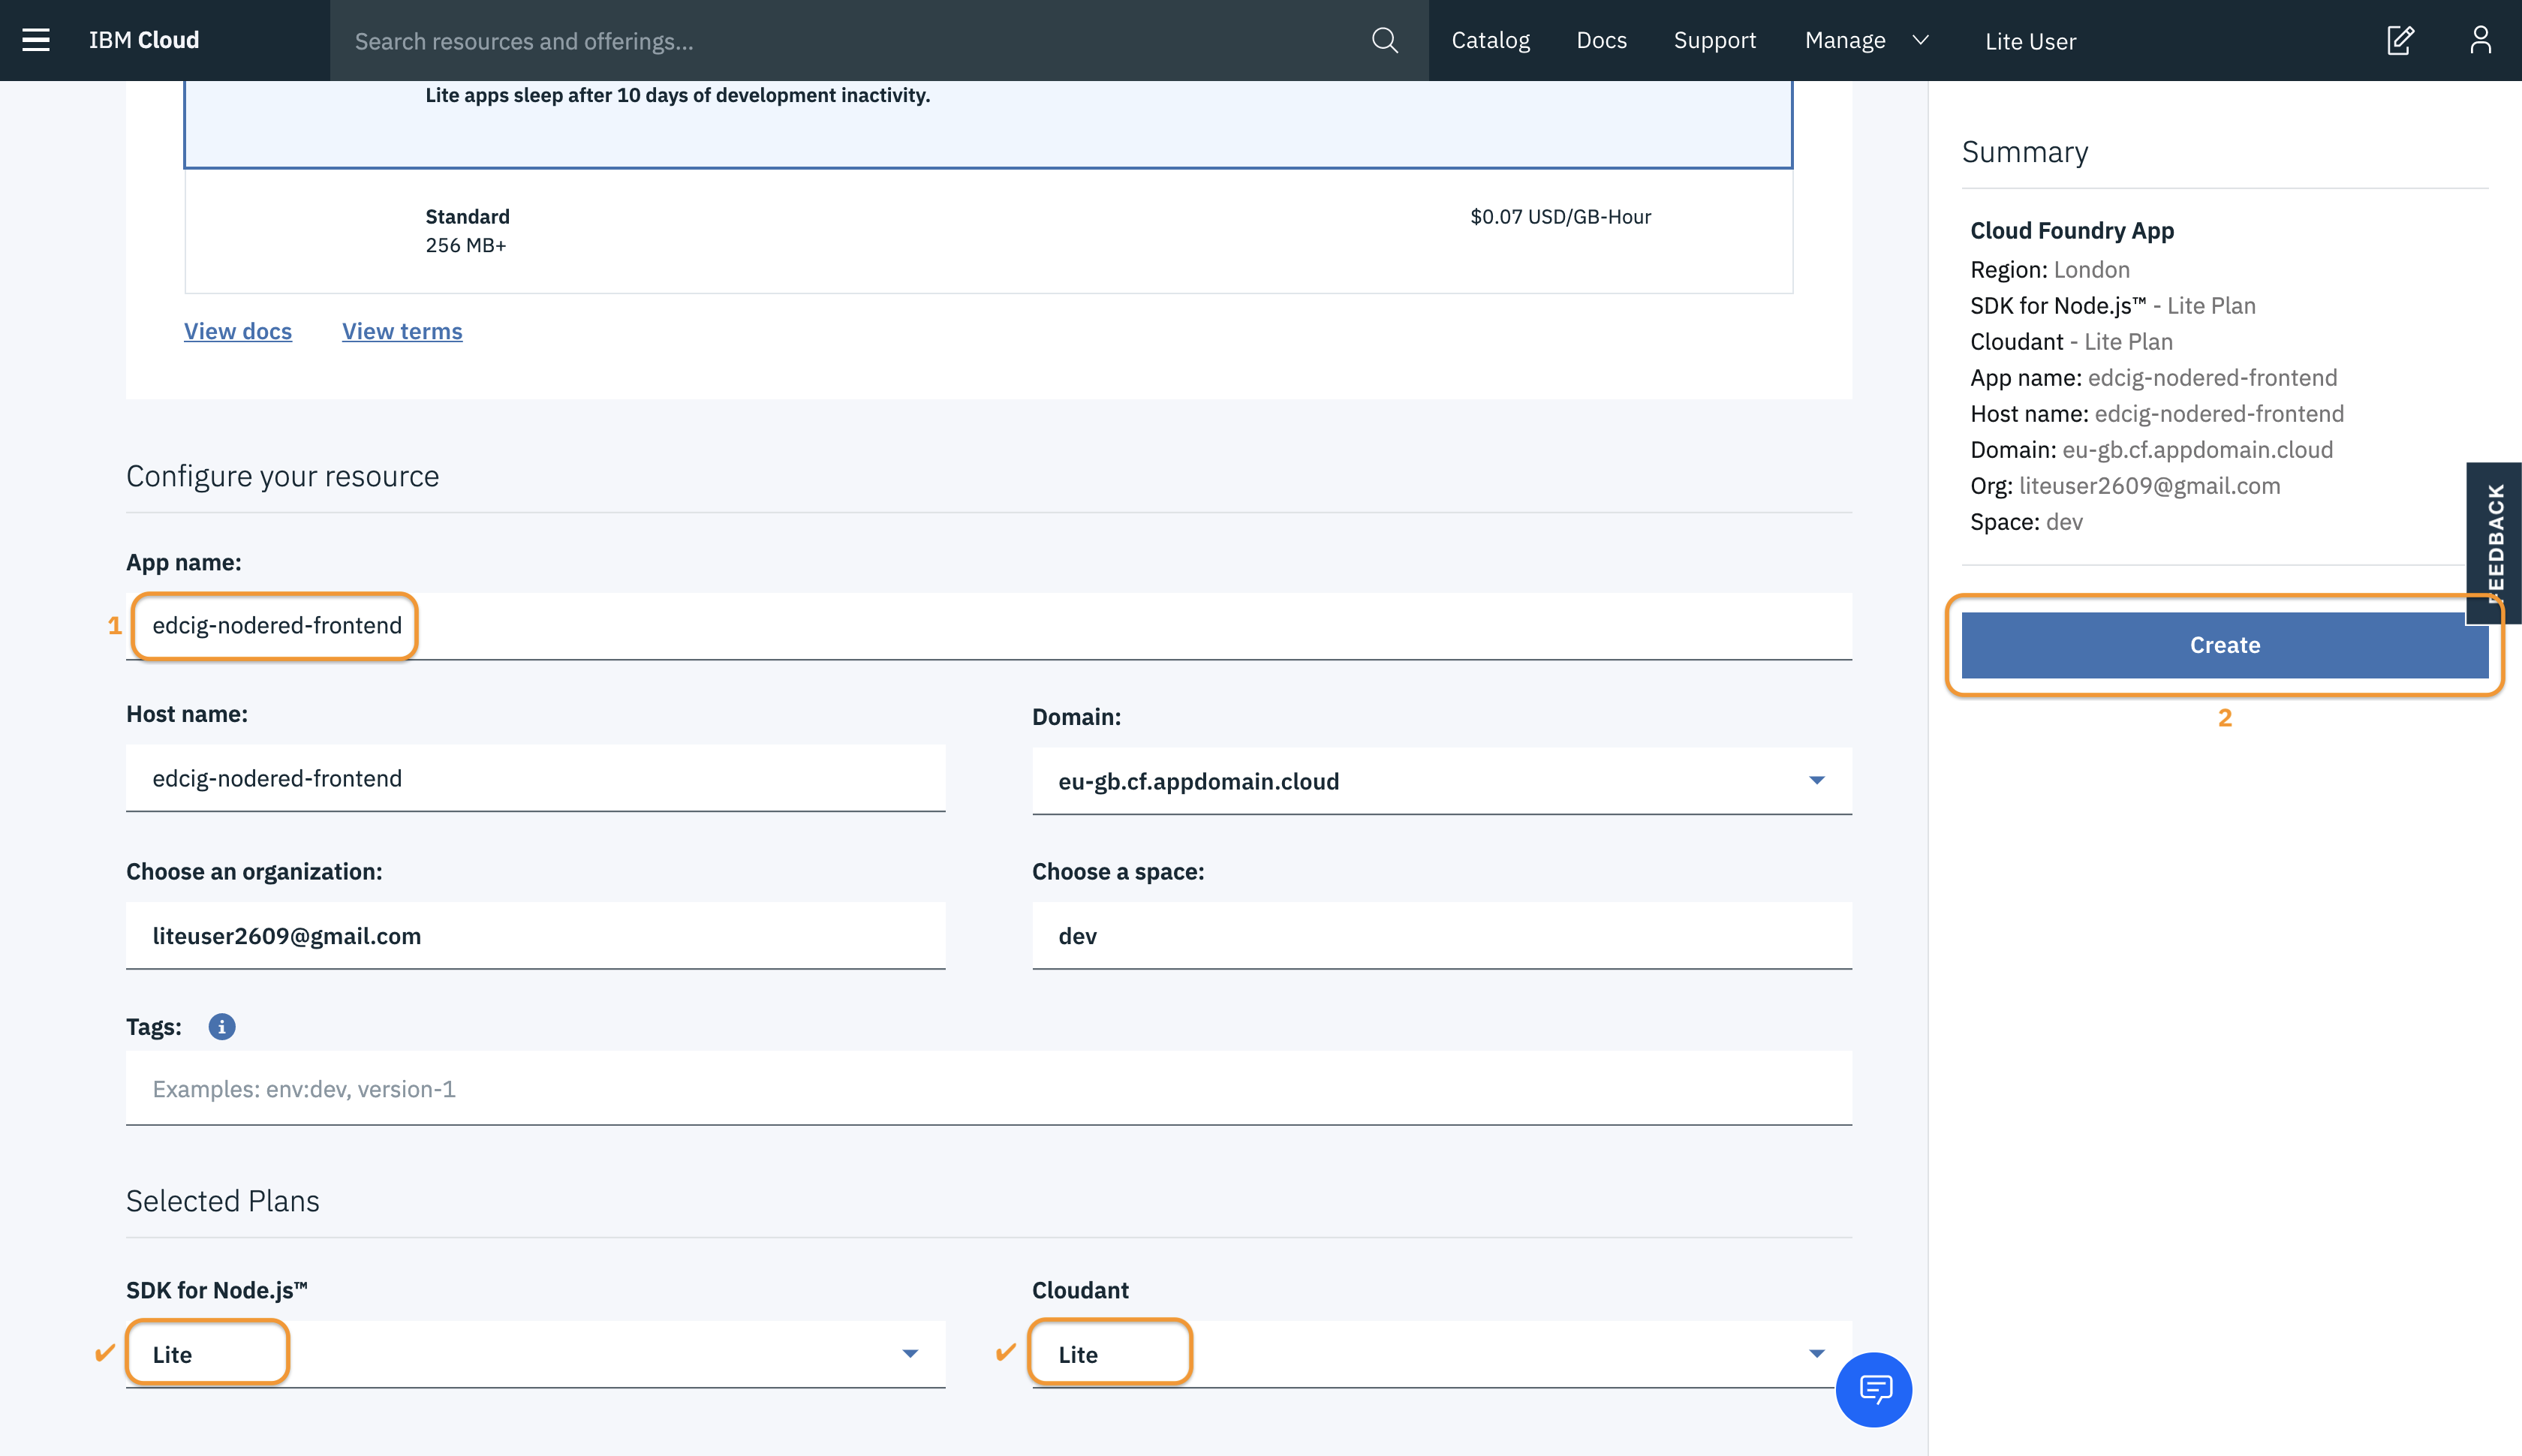 IBM Cloud
Search resources and offerings...
Catalog
Docs
Support
Manage
Lite User
Lite apps sleep after 10 days of development inactivity.
Standard
$0.07 USD/GB-Hour
256 MB+
View docs
View terms
Configure your resource
App name:
1
edcig-nodered-frontend
Host name:
Domain:
edcig-nodered-frontend
eu-gb.cf.appdomain.cloud
Choose an organization:
Choose a space:
liteuser2609@gmail.com
dev
Tags:
Examples: env:dev, version-1
Selected Plans
SDK for Node.js™
Cloudant
✔ Lite
✔ Lite
Summary
Cloud Foundry App
Region: London
SDK for Node.js™ - Lite Plan
Cloudant - Lite Plan
App name: edcig-nodered-frontend
Host name: edcig-nodered-frontend
Domain: eu-gb.cf.appdomain.cloud
Org: liteuser2609@gmail.com
Space: dev
FEEDBACK
Create
2